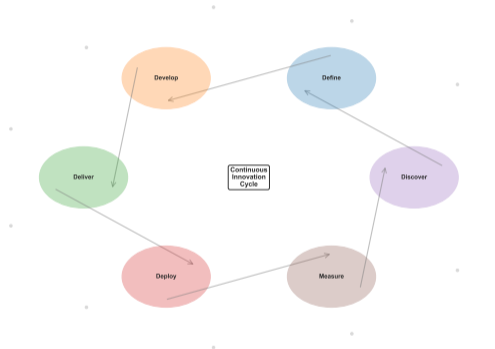 Develop
Define
Deliver
Continuous
Innovation
Cycle
Discover
Deploy
Measure